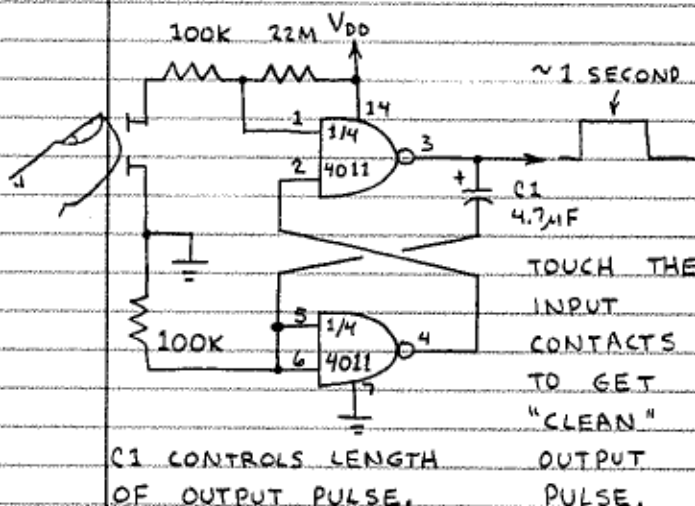 100K 22M VDD
~ 1 SECOND
14
1
1/4
3
2
4011
+
C1
4.7µF
TOUCH THE
INPUT
5
1/4
4
CONTACTS
100K
6
4011
TO GET
7
"CLEAN"
C1 CONTROLS LENGTH
OUTPUT
OF OUTPUT PULSE.
PULSE.